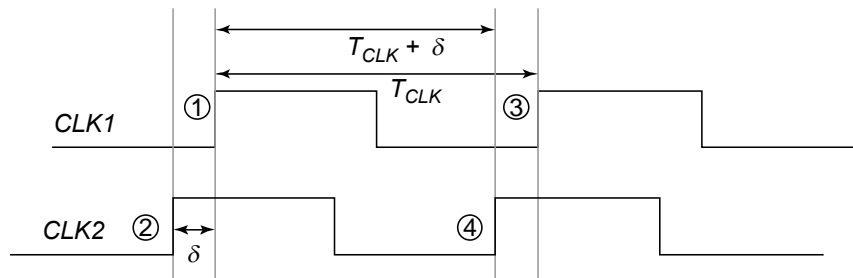 T_CLK + δ
T_CLK
① ③
CLK1
② ④
CLK2
δ